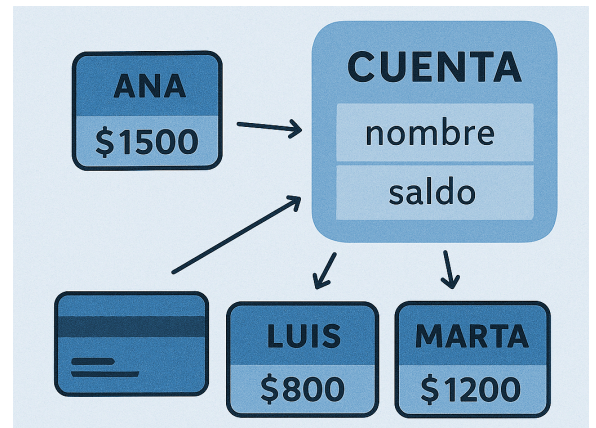 ANA
$1500
CUENTA
nombre
saldo
LUIS
$800
MARTA
$1200